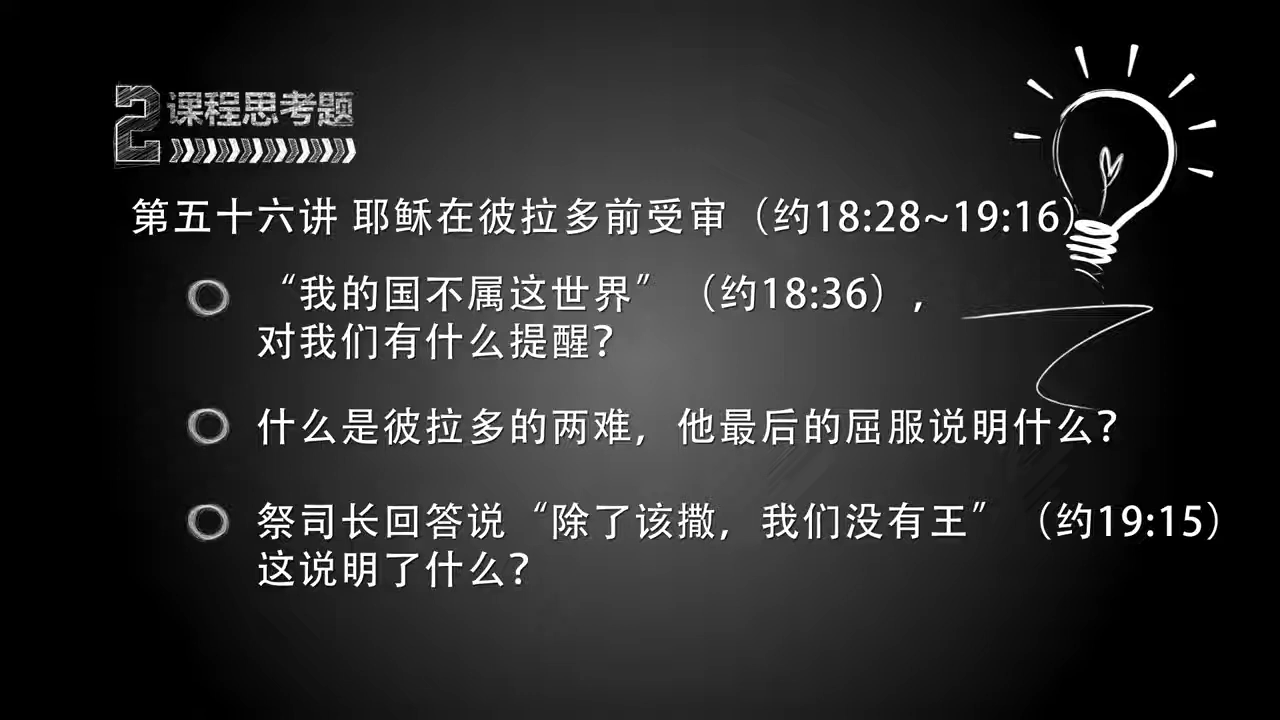 2 课程思考题
第五十六讲 耶稣在彼拉多前受审（约18:28~19:16）
“我的国不属这世界”（约18:36），
对我们有什么提醒？
什么是彼拉多的两难，他最后的屈服说明什么？
祭司长回答说“除了该撒，我们没有王”（约19:15）
这说明了什么？